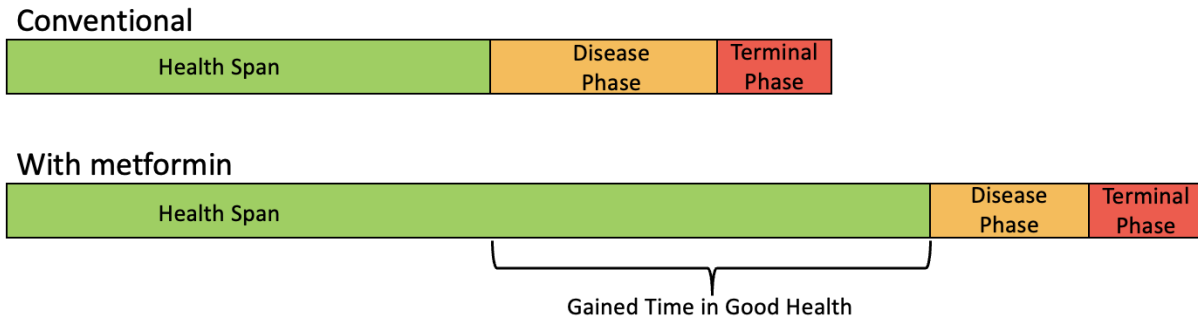 Conventional
Health Span
Disease
Phase
Terminal
Phase
With metformin
Health Span
Disease
Phase
Terminal
Phase
Gained Time in Good Health